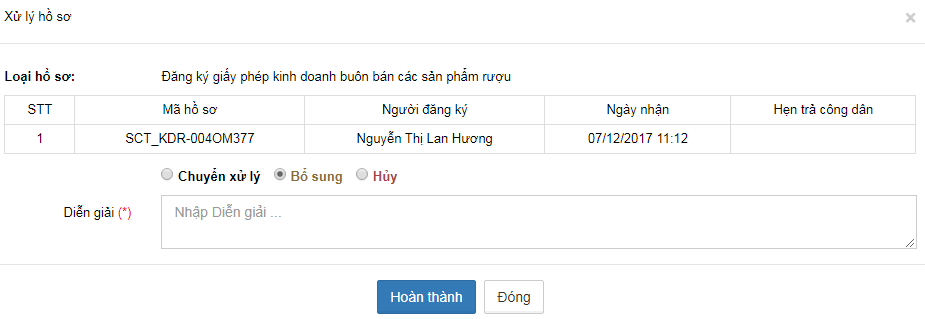 Xử lý hồ sơ ×
Loại hồ sơ: Đăng ký giấy phép kinh doanh buôn bán các sản phẩm rượu
STT Mã hồ sơ Người đăng ký Ngày nhận Hẹn trả công dân
1 SCT_KDR-004OM377 Nguyễn Thị Lan Hương 07/12/2017 11:12
Chuyển xử lý Bổ sung Hủy
Diễn giải (*) Nhập Diễn giải ...
Hoàn thành Đóng